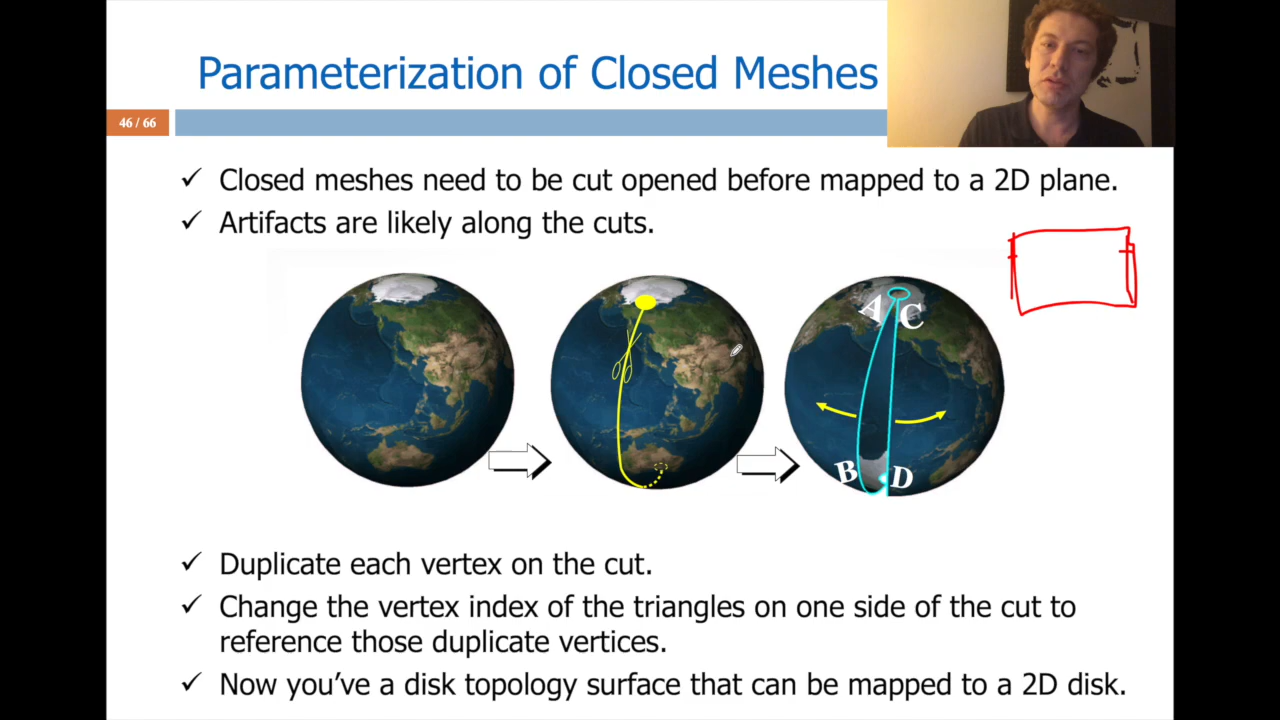 Parameterization of Closed Meshes
46 / 66
✓ Closed meshes need to be cut opened before mapped to a 2D plane.
✓ Artifacts are likely along the cuts.
A C
B D
✓ Duplicate each vertex on the cut.
✓ Change the vertex index of the triangles on one side of the cut to
reference those duplicate vertices.
✓ Now you’ve a disk topology surface that can be mapped to a 2D disk.